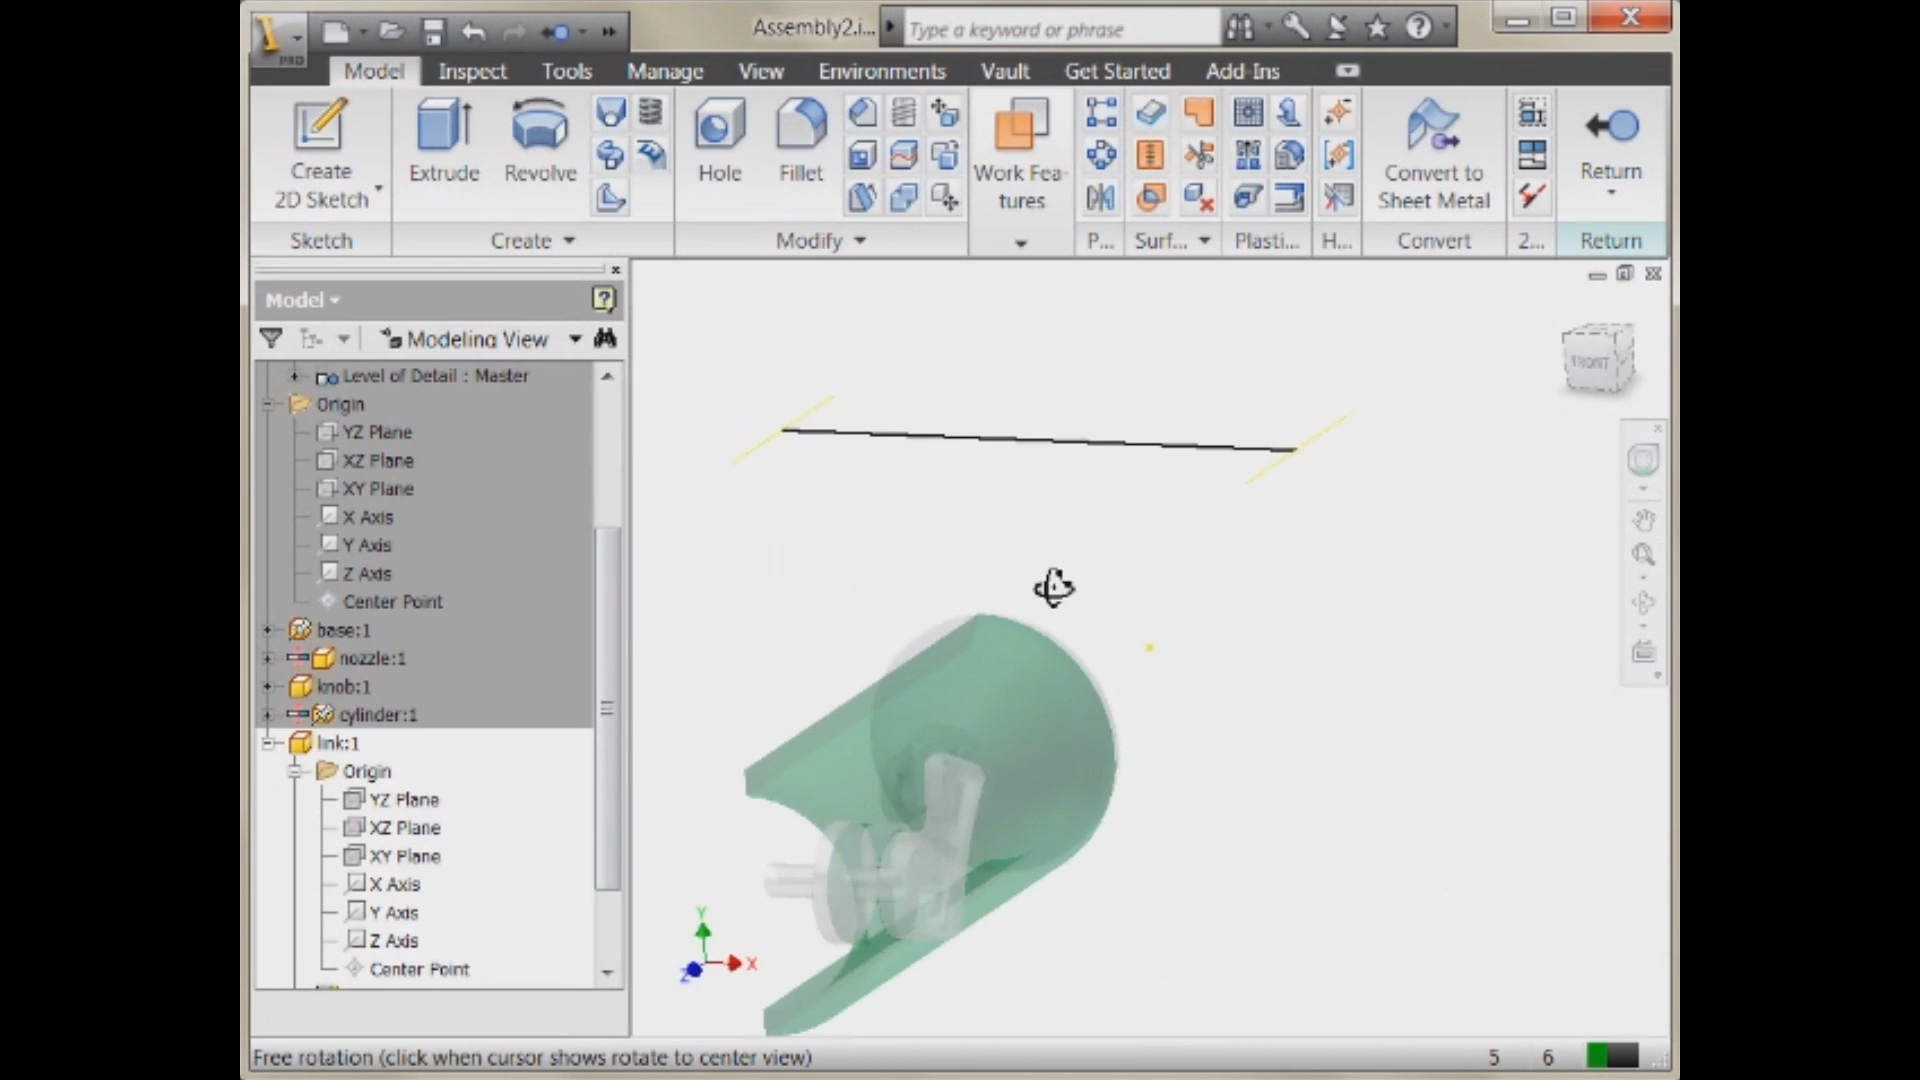 PRO
Assembly2.i...
Type a keyword or phrase
Model Inspect Tools Manage View Environments Vault Get Started Add-Ins
Create
2D Sketch
Extrude
Revolve
Hole
Fillet
Work Fea-
tures
Convert to
Sheet Metal
Return
Sketch
Create
Modify
P...
Surf...
Plasti...
H...
Convert
2...
Return
Model
Modeling View
Level of Detail : Master
Origin
YZ Plane
XZ Plane
XY Plane
X Axis
Y Axis
Z Axis
Center Point
base:1
nozzle:1
knob:1
cylinder:1
link:1
Origin
YZ Plane
XZ Plane
XY Plane
X Axis
Y Axis
Z Axis
Center Point
FRONT
Y
X
Z
Free rotation (click when cursor shows rotate to center view)
5 6